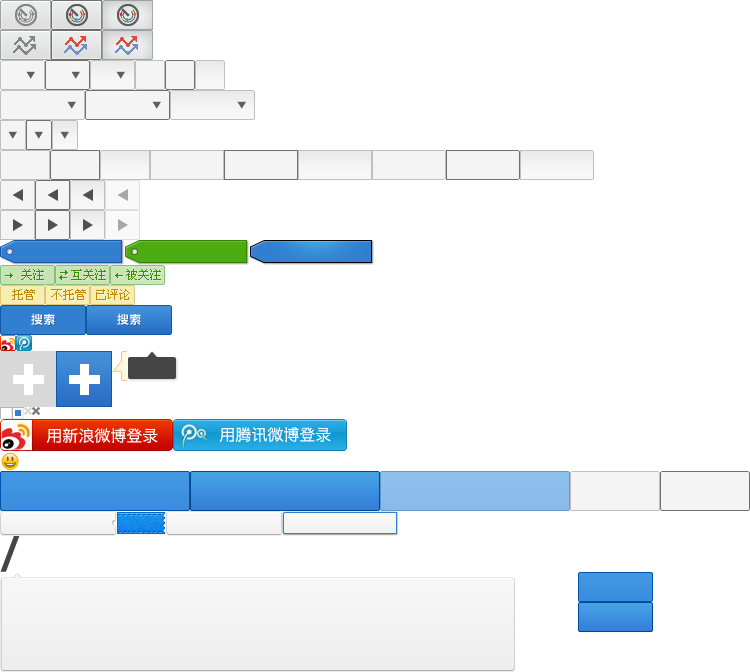 → 关注 ⇄ 互关注 ← 被关注
托管 不托管 已评论
搜索 搜索
用新浪微博登录 用腾讯微博登录